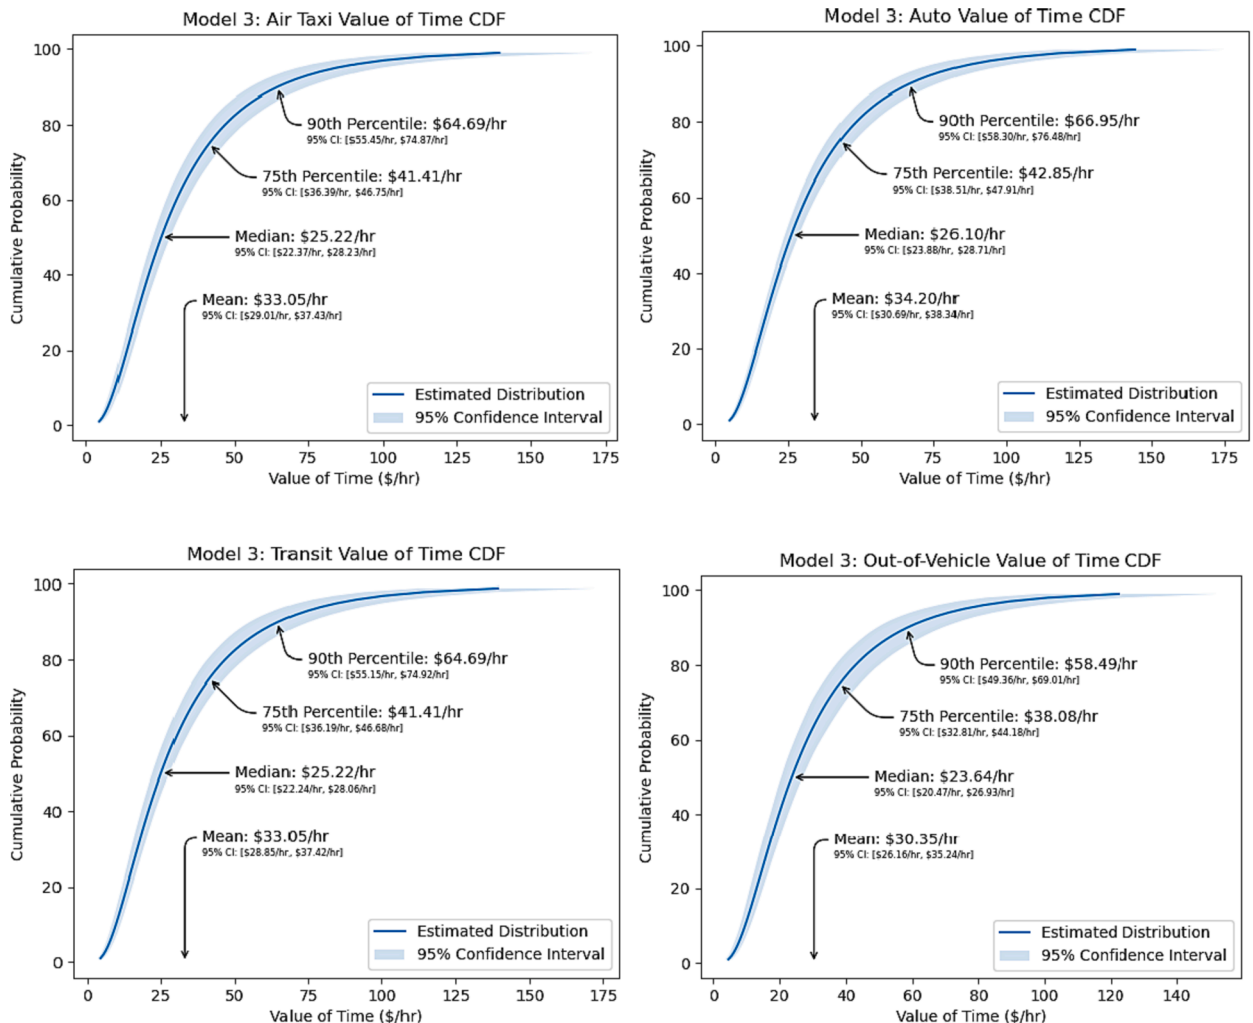 Model 3: Air Taxi Value of Time CDF
Cumulative Probability
100
80
60
40
20
0
90th Percentile: $64.69/hr
95% CI: [$55.45/hr, $74.87/hr]
75th Percentile: $41.41/hr
95% CI: [$36.39/hr, $46.75/hr]
Median: $25.22/hr
95% CI: [$22.37/hr, $28.23/hr]
Mean: $33.05/hr
95% CI: [$29.01/hr, $37.43/hr]
Estimated Distribution
95% Confidence Interval
0 25 50 75 100 125 150 175
Value of Time ($/hr)
Model 3: Auto Value of Time CDF
Cumulative Probability
100
80
60
40
20
0
90th Percentile: $66.95/hr
95% CI: [$58.30/hr, $76.48/hr]
75th Percentile: $42.85/hr
95% CI: [$38.51/hr, $47.91/hr]
Median: $26.10/hr
95% CI: [$23.88/hr, $28.71/hr]
Mean: $34.20/hr
95% CI: [$30.69/hr, $38.34/hr]
Estimated Distribution
95% Confidence Interval
0 25 50 75 100 125 150 175
Value of Time ($/hr)
Model 3: Transit Value of Time CDF
Cumulative Probability
100
80
60
40
20
0
90th Percentile: $64.69/hr
95% CI: [$55.15/hr, $74.92/hr]
75th Percentile: $41.41/hr
95% CI: [$36.19/hr, $46.68/hr]
Median: $25.22/hr
95% CI: [$22.24/hr, $28.06/hr]
Mean: $33.05/hr
95% CI: [$28.85/hr, $37.42/hr]
Estimated Distribution
95% Confidence Interval
0 25 50 75 100 125 150 175
Value of Time ($/hr)
Model 3: Out-of-Vehicle Value of Time CDF
Cumulative Probability
100
80
60
40
20
0
90th Percentile: $58.49/hr
95% CI: [$49.36/hr, $69.01/hr]
75th Percentile: $38.08/hr
95% CI: [$32.81/hr, $44.18/hr]
Median: $23.64/hr
95% CI: [$20.47/hr, $26.93/hr]
Mean: $30.35/hr
95% CI: [$26.16/hr, $35.24/hr]
Estimated Distribution
95% Confidence Interval
0 20 40 60 80 100 120 140
Value of Time ($/hr)